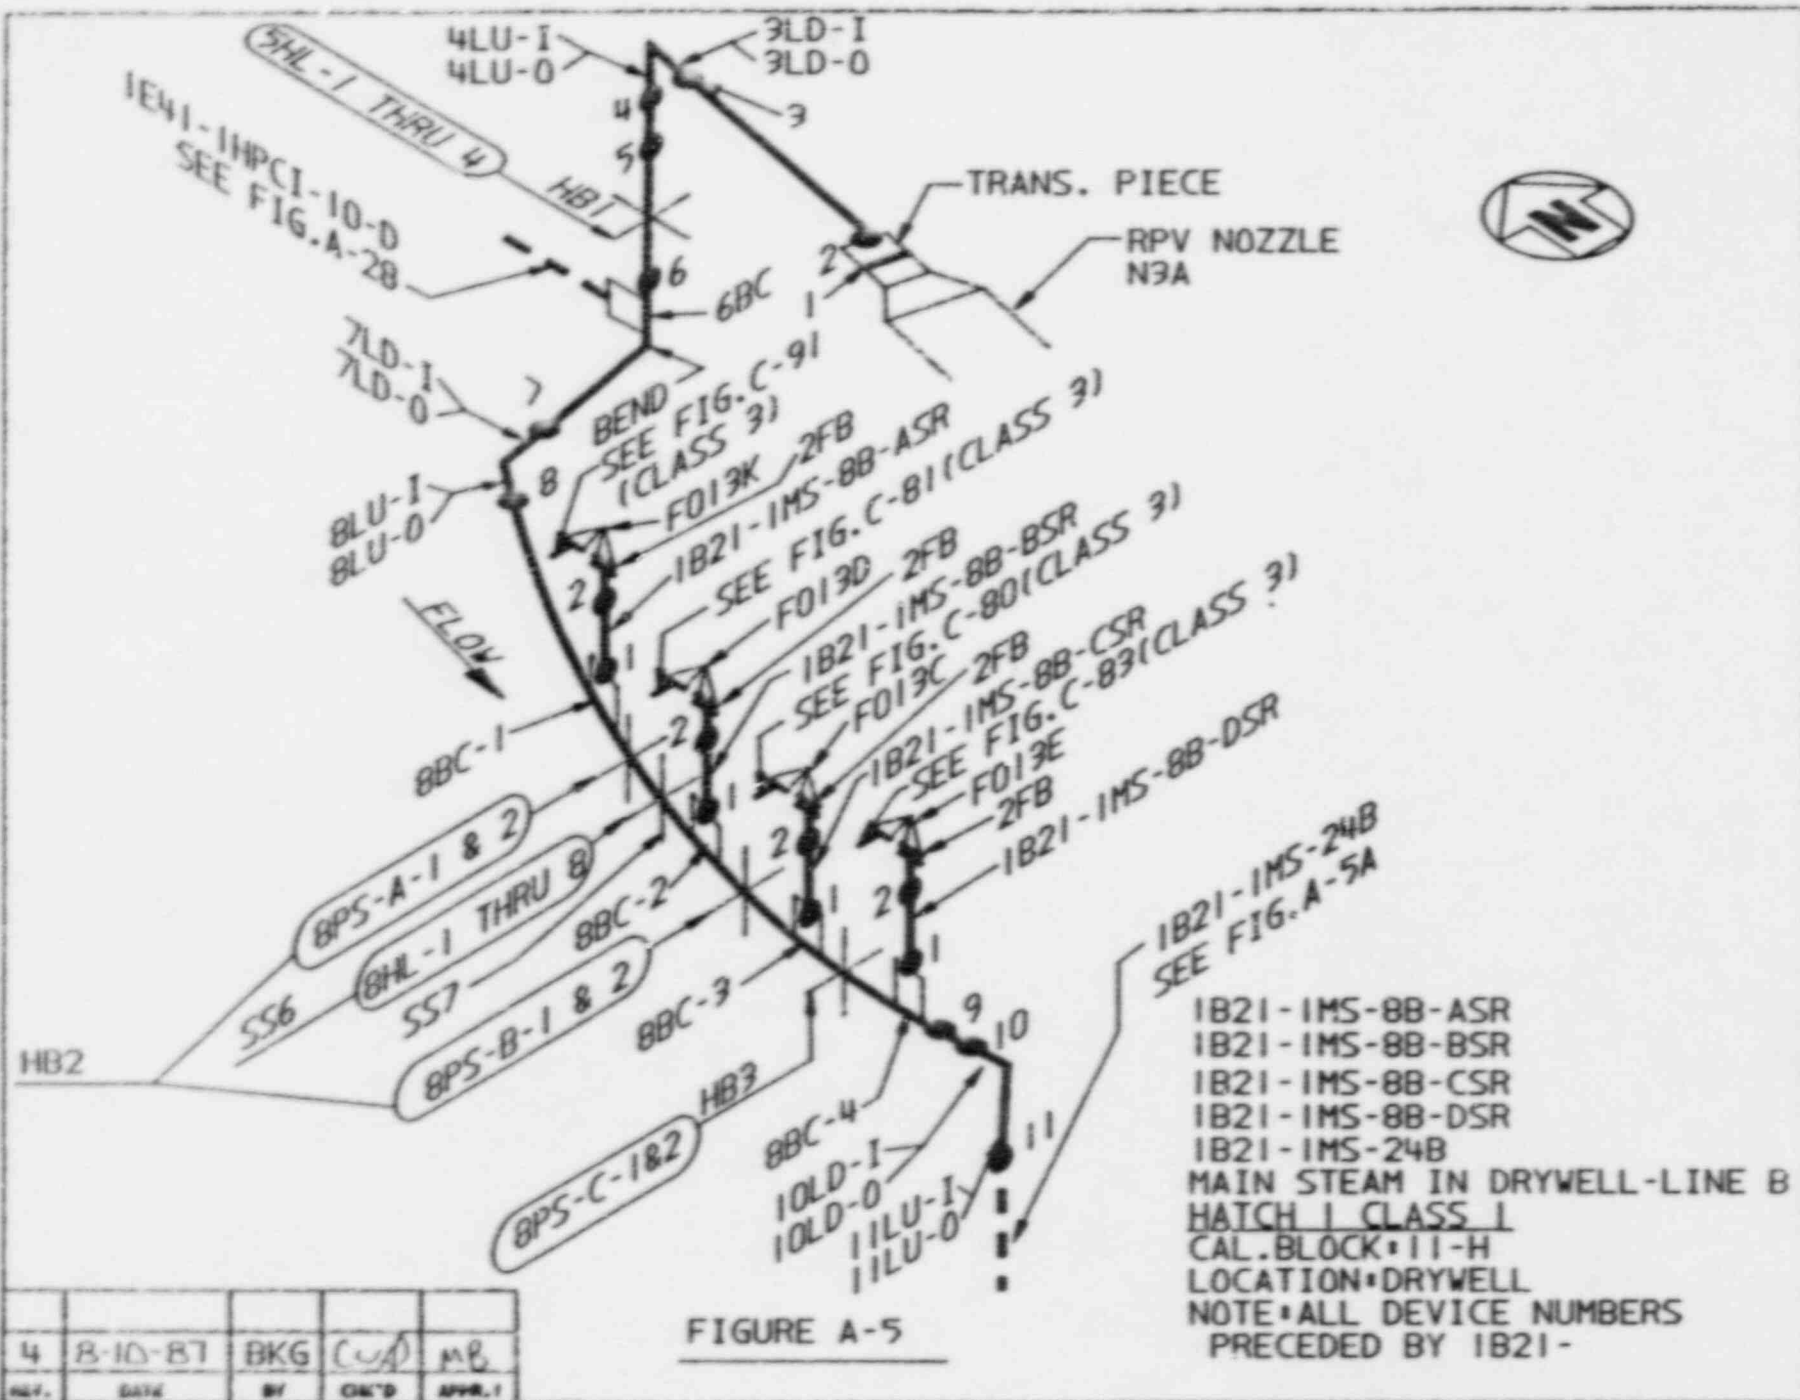 4LU-I
4LU-O
3LD-I
3LD-O
3
5HL-1 THRU 4
1E41-1HPCI-10-D
SEE FIG.A-28
4
5
HB1
TRANS. PIECE
RPV NOZZLE
N3A
N
2
1
6
6BC
7LD-I
7LD-O
7
BEND
SEE FIG.C-91
(CLASS 3)
8LU-I
8LU-O
8
F013K
2FB
1B21-1MS-8B-ASR
2
1
SEE FIG.C-81(CLASS 3)
F013D
2FB
1B21-1MS-8B-BSR
2
1
SEE FIG.C-80(CLASS 3)
F013C
2FB
1B21-1MS-8B-CSR
2
1
SEE FIG.C-83(CLASS 3)
F013E
2FB
1B21-1MS-8B-DSR
2
1
FLOW
8BC-1
8PS-A-1 & 2
SS6
8HL-1 THRU 8
SS7
8BC-2
8PS-B-1 & 2
HB2
8BC-3
HB3
8PS-C-1&2
8BC-4
9
10
10LD-I
10LD-O
11LU-I
11LU-O
11
1B21-1MS-24B
SEE FIG.A-5A
1B21-1MS-8B-ASR
1B21-1MS-8B-BSR
1B21-1MS-8B-CSR
1B21-1MS-8B-DSR
1B21-1MS-24B
MAIN STEAM IN DRYWELL-LINE B
HATCH 1 CLASS 1
CAL.BLOCK:11-H
LOCATION:DRYWELL
NOTE:ALL DEVICE NUMBERS
PRECEDED BY 1B21-
FIGURE A-5
4 8-10-87 BKG MB
REV. DATE BY CHK'D APPR.